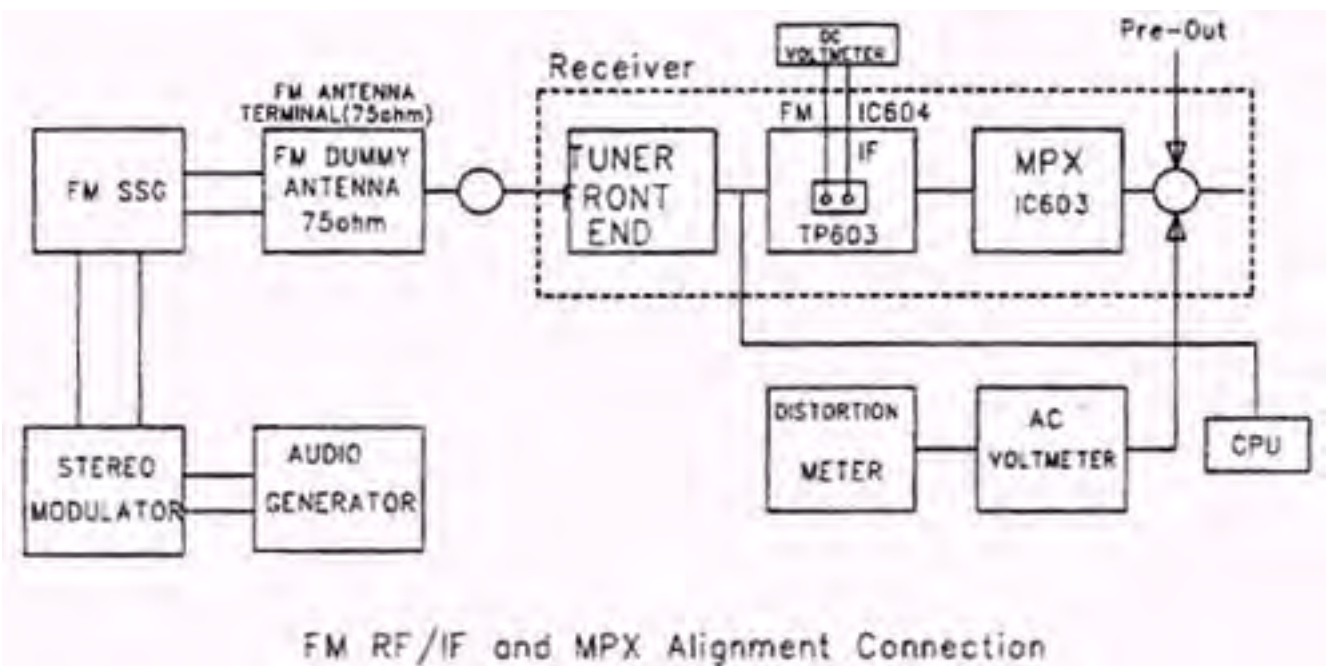 DC
VOLTMETER
Pre-Out
Receiver
FM ANTENNA
TERMINAL(75ohm)
FM IC604
FM SSG
FM DUMMY
ANTENNA
75ohm
TUNER
FRONT
END
IF
TP603
MPX
IC603
STEREO
MODULATOR
AUDIO
GENERATOR
DISTORTION
METER
AC
VOLTMETER
CPU
FM RF/IF and MPX Alignment Connection